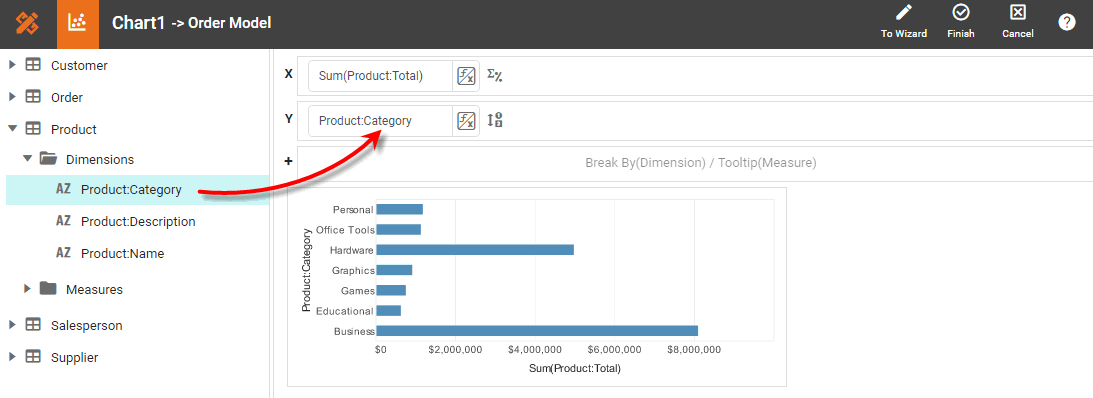 Chart1 -> Order Model
To Wizard
Finish
Cancel
?
Customer
Order
Product
Dimensions
AZ Product:Category
AZ Product:Description
AZ Product:Name
Measures
Salesperson
Supplier
X Sum(Product:Total)
Y Product:Category
+ Break By(Dimension) / Tooltip(Measure)
Product:Category
Personal
Office Tools
Hardware
Graphics
Games
Educational
Business
$0 $2,000,000 $4,000,000 $6,000,000 $8,000,000
Sum(Product:Total)